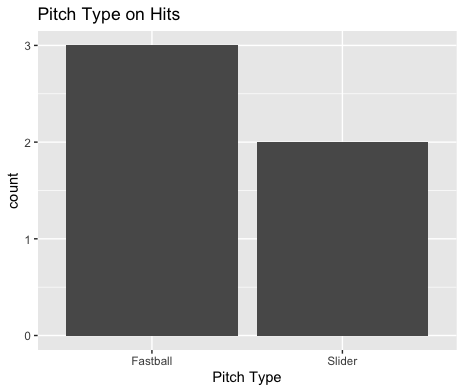 Pitch Type on Hits
count
3
2
1
0
Fastball Slider
Pitch Type